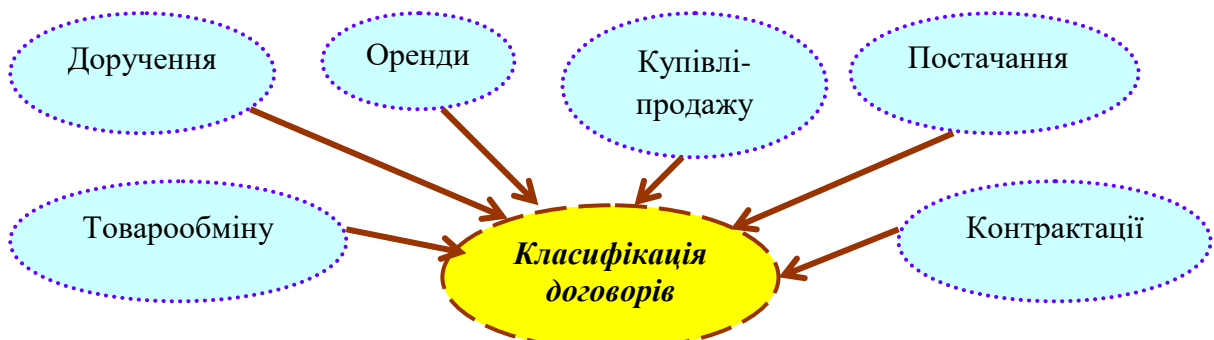 Доручення
Оренди
Купівлі-
продажу
Постачання
Товарообміну
Класифікація
договорів
Контрактації